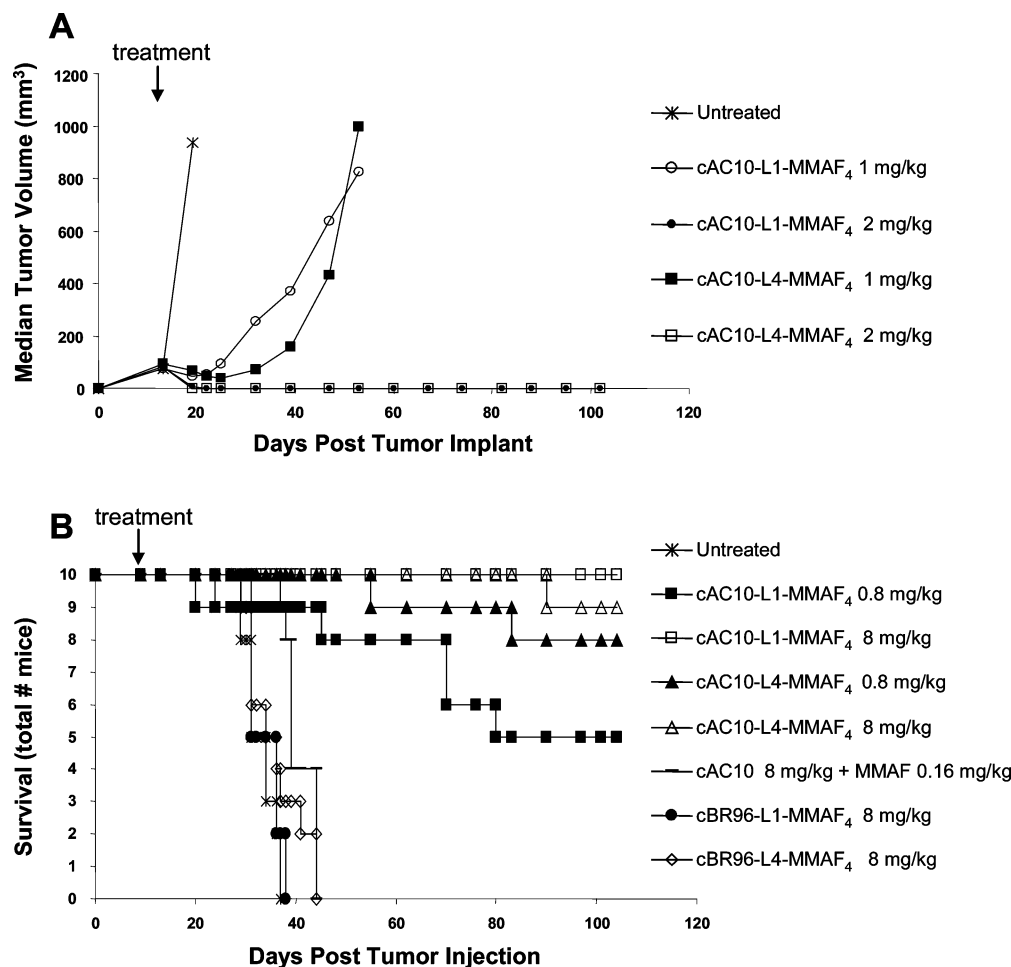 A
treatment
Median Tumor Volume (mm³)
1200
1000
800
600
400
200
0
0 20 40 60 80 100 120
Days Post Tumor Implant
Untreated
cAC10-L1-MMAF₄ 1 mg/kg
cAC10-L1-MMAF₄ 2 mg/kg
cAC10-L4-MMAF₄ 1 mg/kg
cAC10-L4-MMAF₄ 2 mg/kg
B
treatment
Survival (total # mice)
10
9
8
7
6
5
4
3
2
1
0
0 20 40 60 80 100 120
Days Post Tumor Injection
Untreated
cAC10-L1-MMAF₄ 0.8 mg/kg
cAC10-L1-MMAF₄ 8 mg/kg
cAC10-L4-MMAF₄ 0.8 mg/kg
cAC10-L4-MMAF₄ 8 mg/kg
cAC10 8 mg/kg + MMAF 0.16 mg/kg
cBR96-L1-MMAF₄ 8 mg/kg
cBR96-L4-MMAF₄ 8 mg/kg